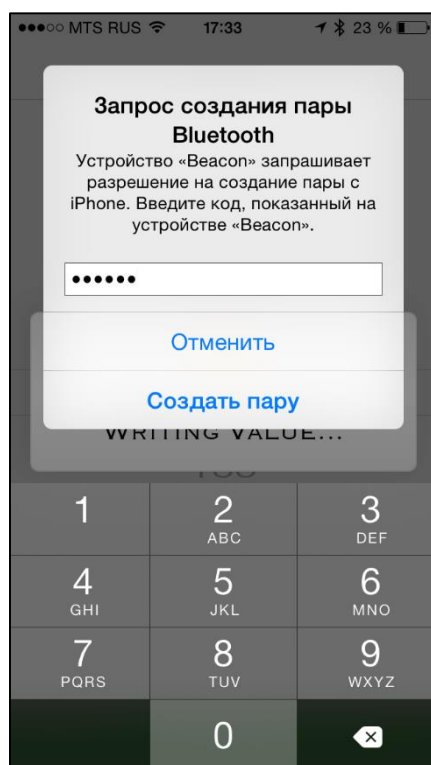 ●●●○○ MTS RUS 17:33 23 %
Запрос создания пары
Bluetooth
Устройство «Beacon» запрашивает
разрешение на создание пары с
iPhone. Введите код, показанный на
устройстве «Beacon».
●●●●●●
Отменить
Создать пару
WRITING VALUE...
1 2 3
ABC DEF
4 5 6
GHI JKL MNO
7 8 9
PQRS TUV WXYZ
0